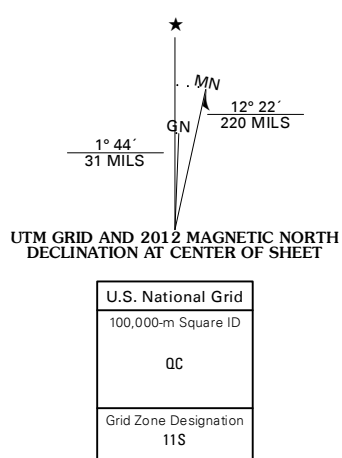 ★
MN
GN
12° 22´
220 MILS
1° 44´
31 MILS
UTM GRID AND 2012 MAGNETIC NORTH
DECLINATION AT CENTER OF SHEET
U.S. National Grid
100,000-m Square ID
QC
Grid Zone Designation
11S